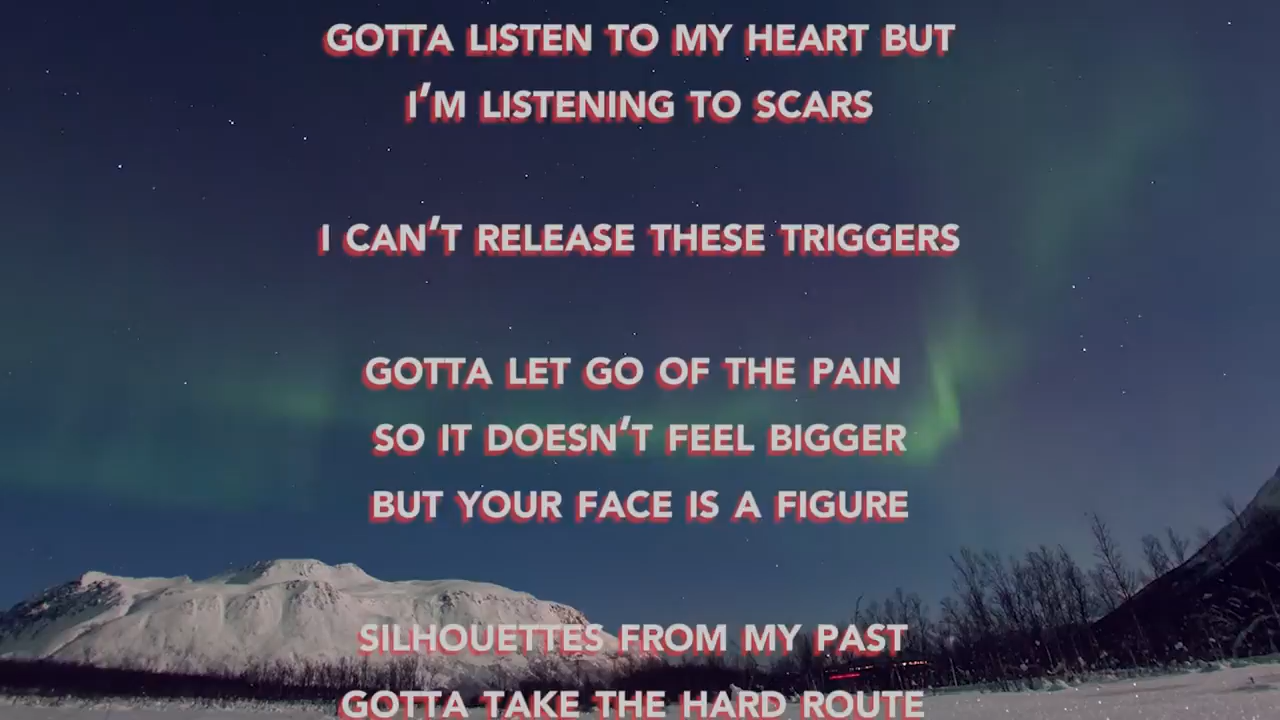 GOTTA LISTEN TO MY HEART BUT
I'M LISTENING TO SCARS
I CAN'T RELEASE THESE TRIGGERS
GOTTA LET GO OF THE PAIN
SO IT DOESN'T FEEL BIGGER
BUT YOUR FACE IS A FIGURE
SILHOUETTES FROM MY PAST
GOTTA TAKE THE HARD ROUTE